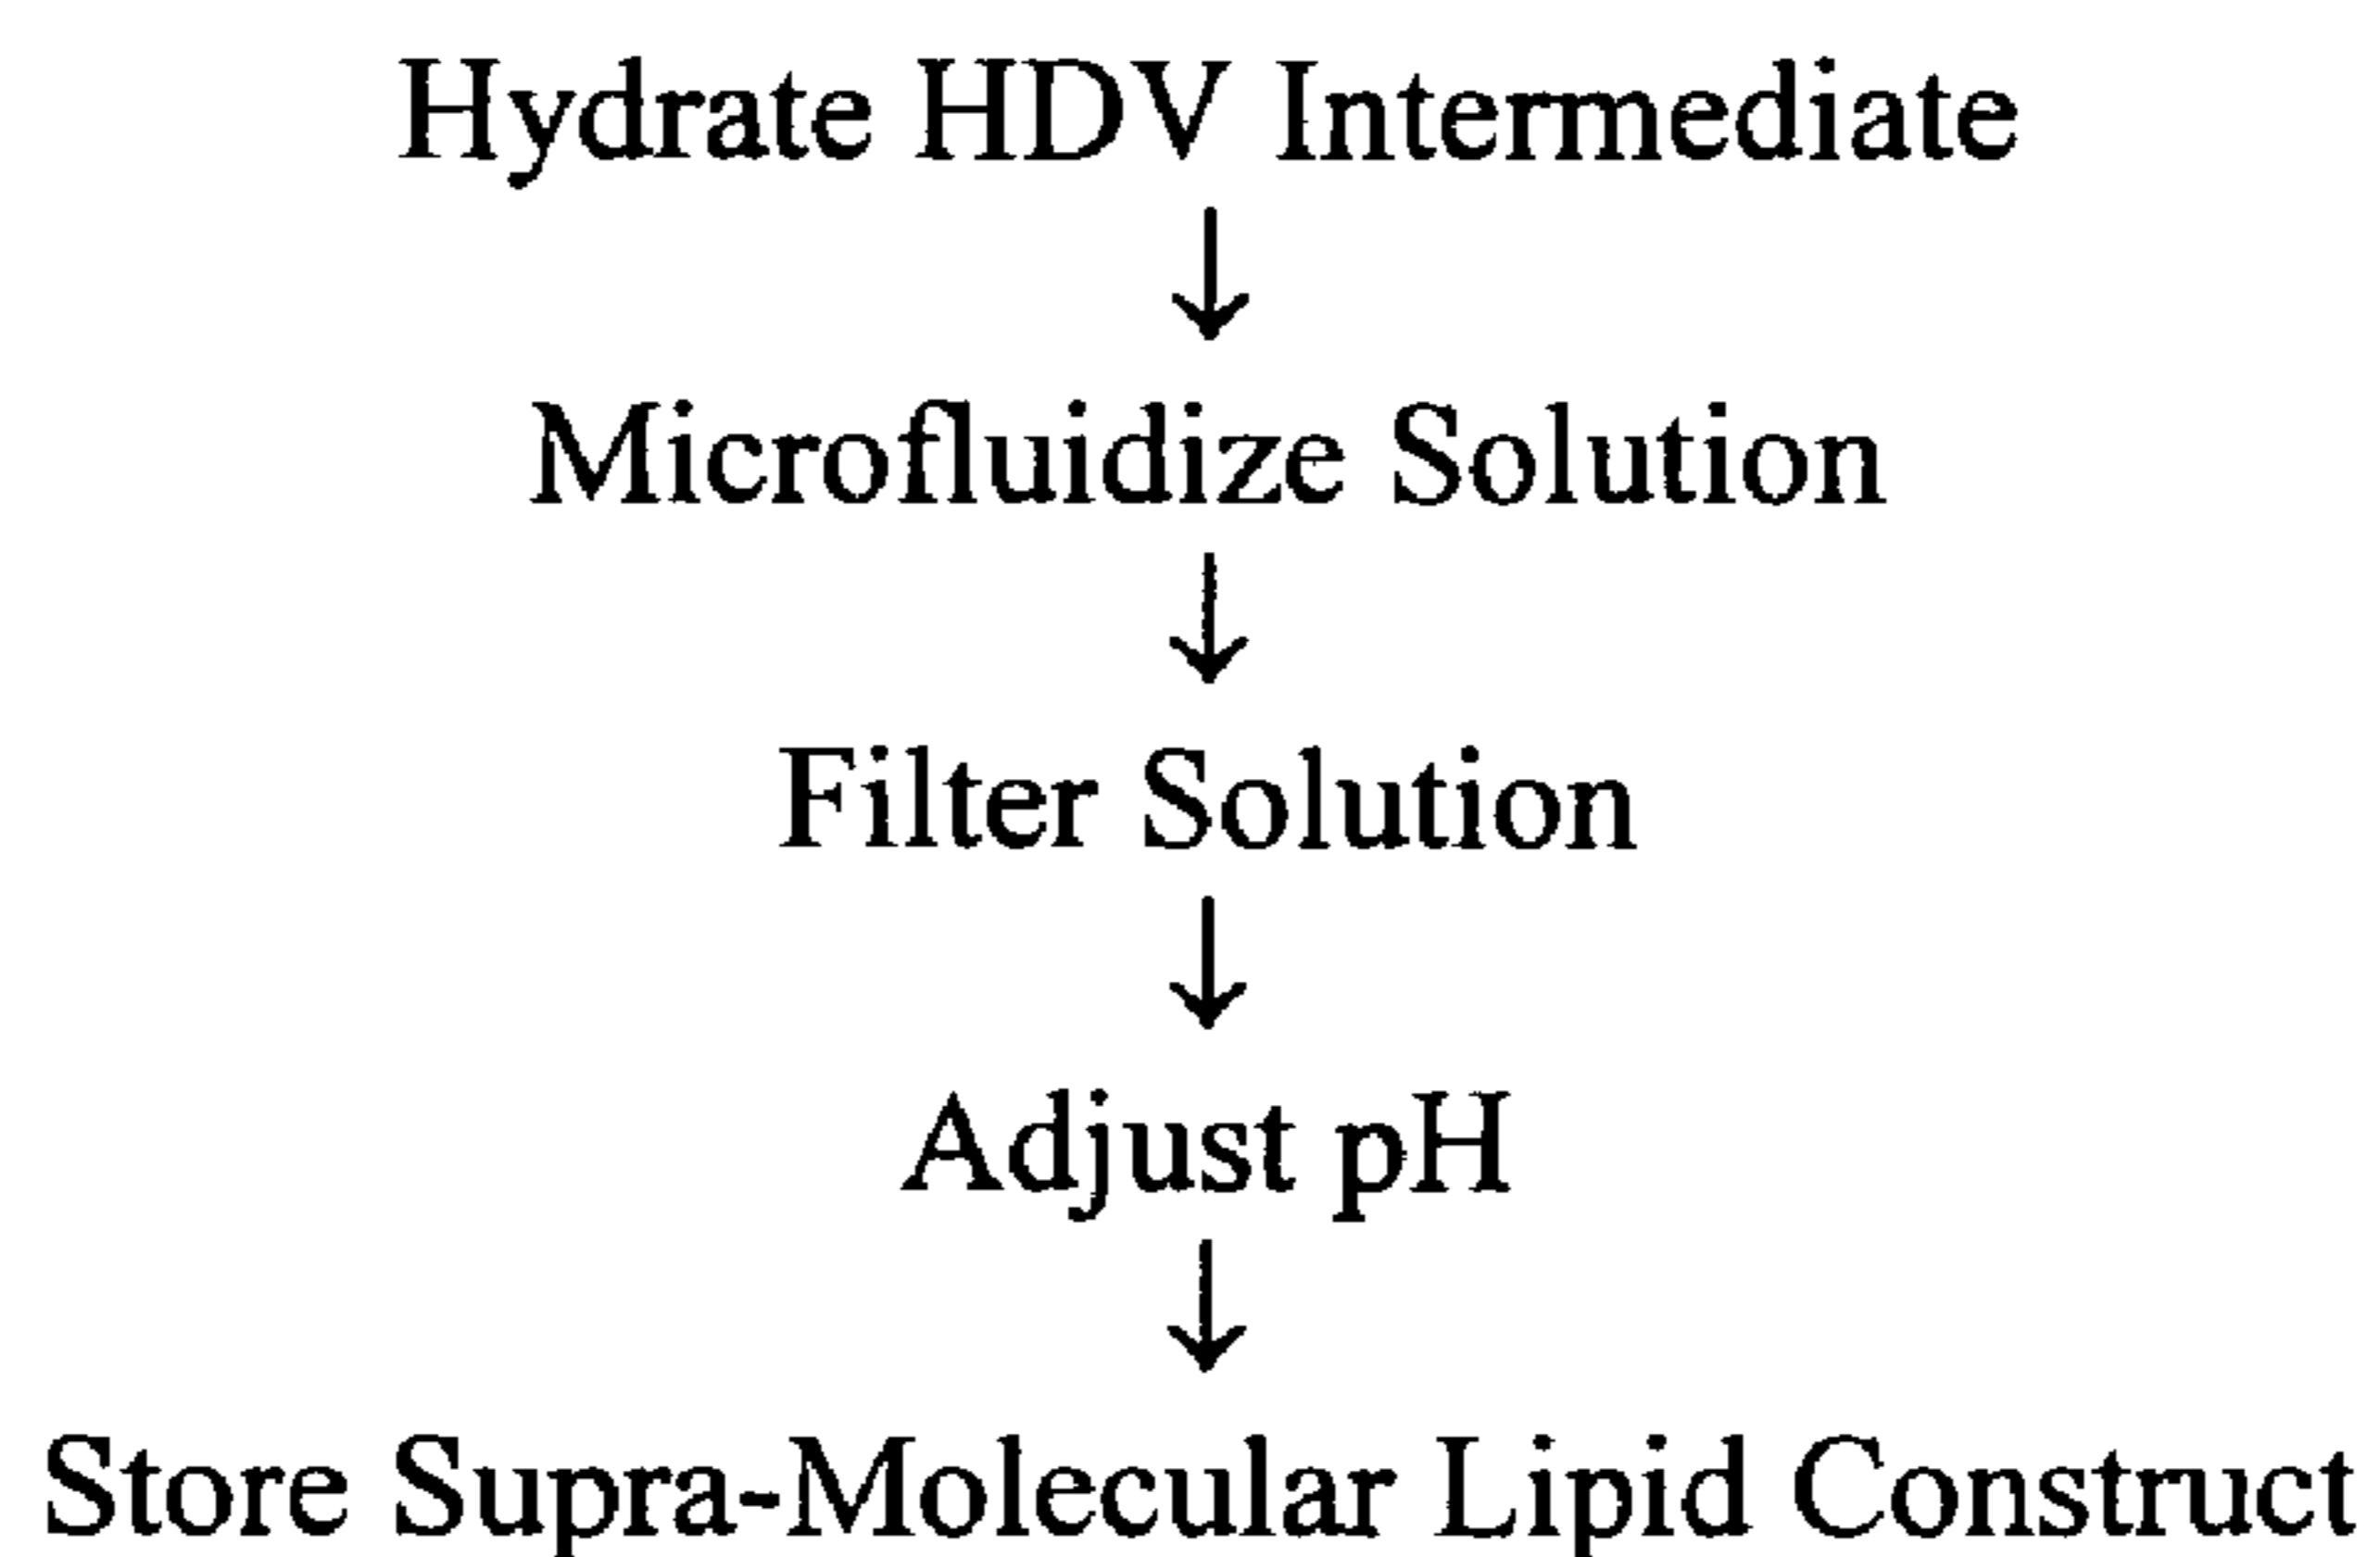 Hydrate HDV Intermediate
Microfluidize Solution
Filter Solution
Adjust pH
Store Supra-Molecular Lipid Construct